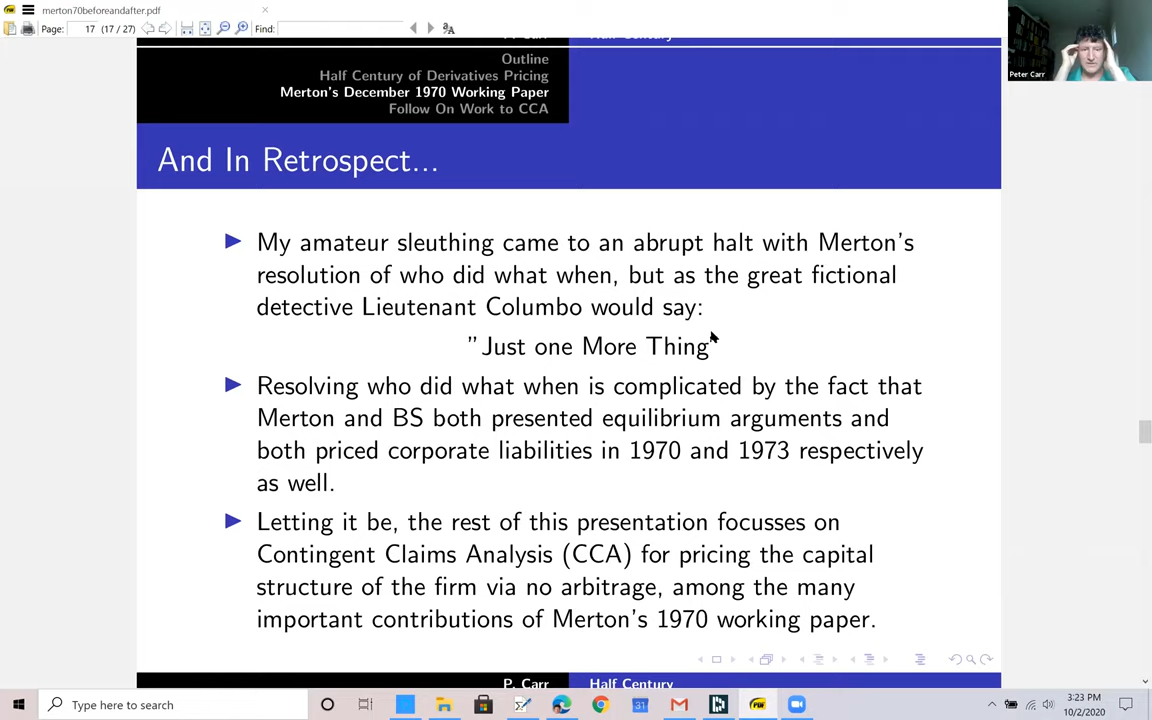 merton70beforeandafter.pdf
Page: 17 (17 / 27) Find:
P. Carr Half Century
Outline
Half Century of Derivatives Pricing
Merton's December 1970 Working Paper
Follow On Work to CCA
Peter Carr
And In Retrospect...
My amateur sleuthing came to an abrupt halt with Merton's
resolution of who did what when, but as the great fictional
detective Lieutenant Columbo would say:
"Just one More Thing"
Resolving who did what when is complicated by the fact that
Merton and BS both presented equilibrium arguments and
both priced corporate liabilities in 1970 and 1973 respectively
as well.
Letting it be, the rest of this presentation focusses on
Contingent Claims Analysis (CCA) for pricing the capital
structure of the firm via no arbitrage, among the many
important contributions of Merton's 1970 working paper.
P. Carr Half Century
Type here to search
31
3:23 PM
10/2/2020